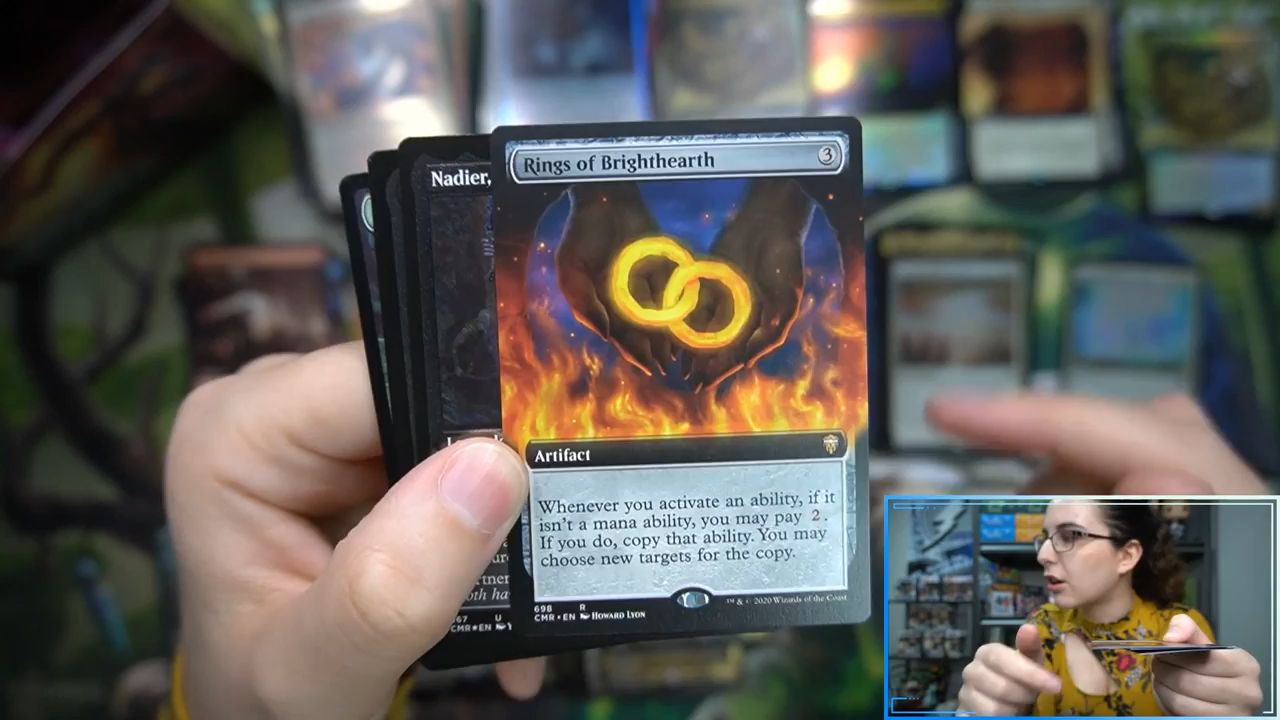 Nadier,
Rings of Brighthearth 3
Artifact
Whenever you activate an ability, if it
isn't a mana ability, you may pay 2.
If you do, copy that ability. You may
choose new targets for the copy.
698 R
CMR • EN Howard Lyon
™ & © 2020 Wizards of the Coast
U
CMR ★ EN